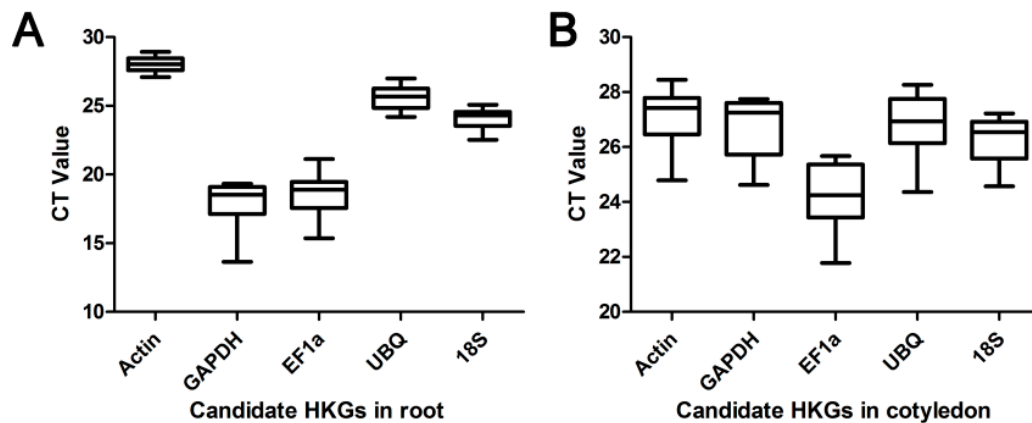 A
CT Value
30
25
20
15
10
Actin
GAPDH
EF1a
UBQ
18S
Candidate HKGs in root
B
CT Value
30
28
26
24
22
20
Actin
GAPDH
EF1a
UBQ
18S
Candidate HKGs in cotyledon